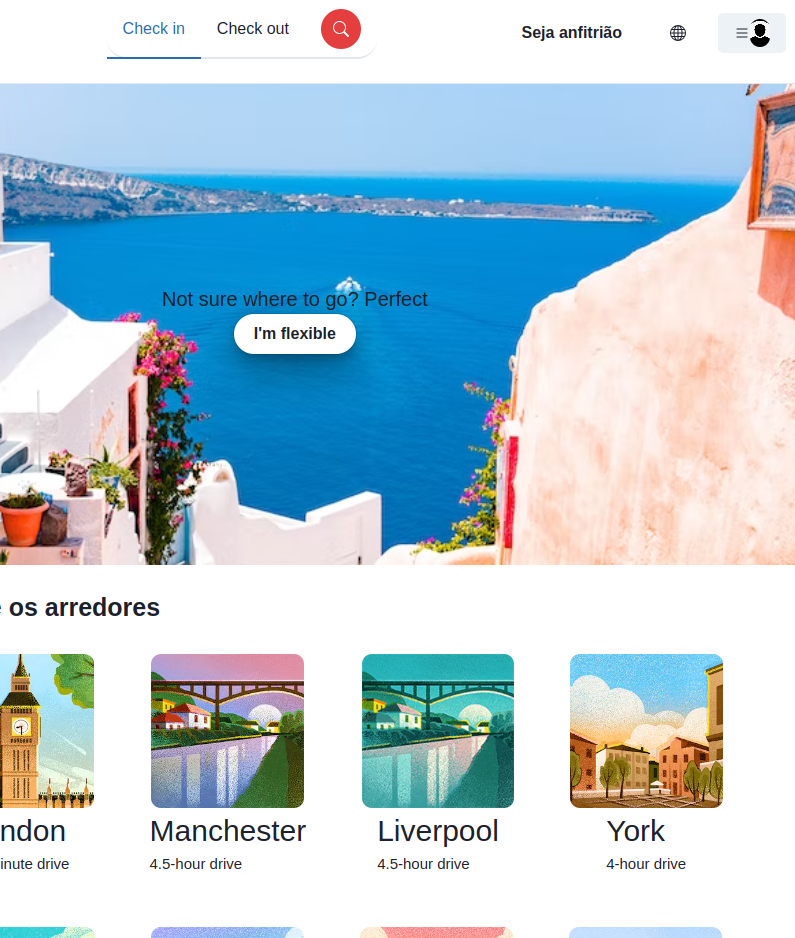 Check in Check out Seja anfitrião
Not sure where to go? Perfect
I'm flexible
os arredores
ndon Manchester Liverpool York
inute drive 4.5-hour drive 4.5-hour drive 4-hour drive